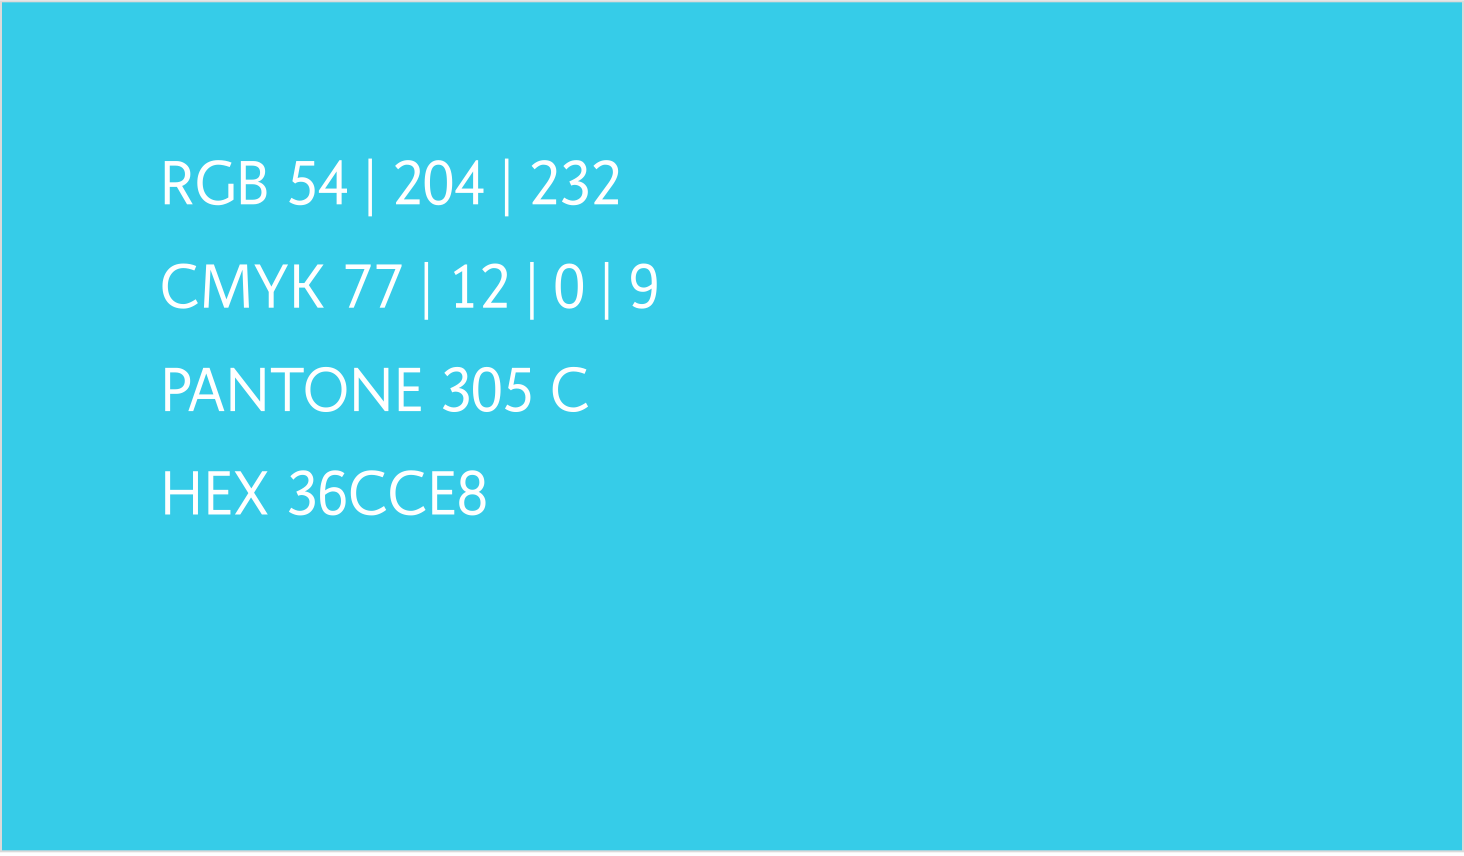 RGB 54 | 204 | 232
CMYK 77 | 12 | 0 | 9
PANTONE 305 C
HEX 36CCE8